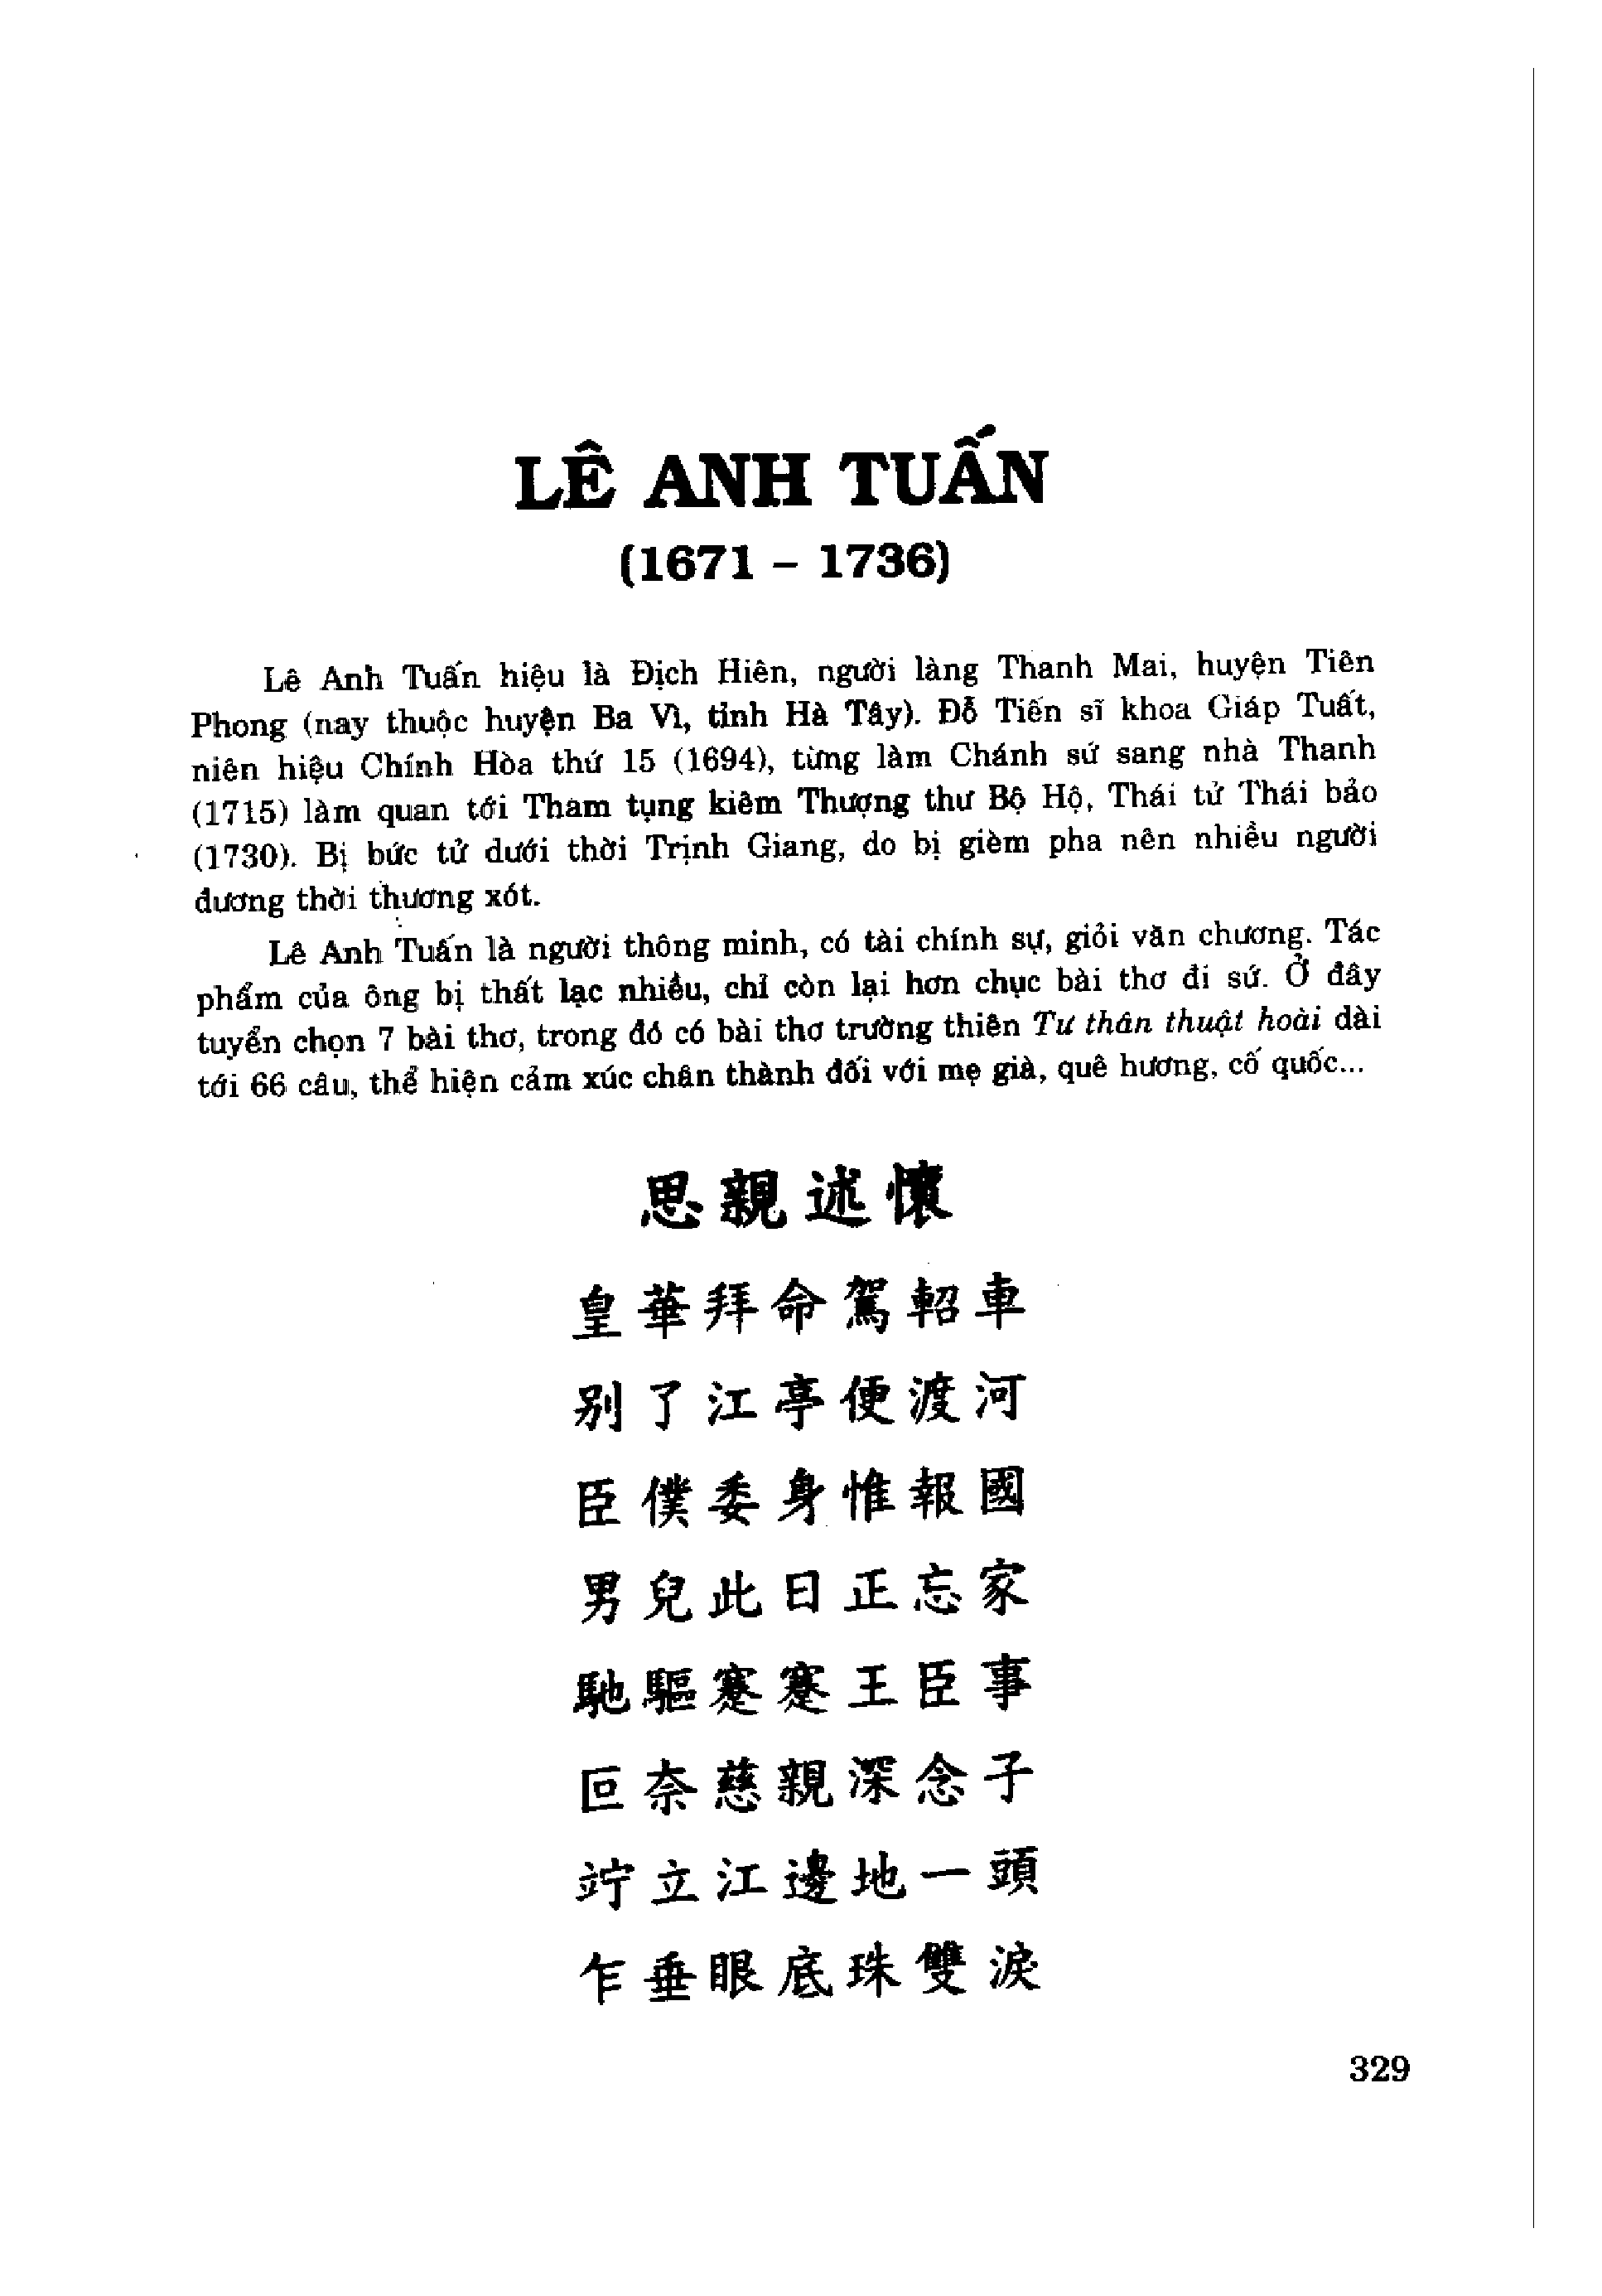 LÊ ANH TUẤN
(1671 – 1736)
Lê Anh Tuấn hiệu là Địch Hiên, người làng Thanh Mai, huyện Tiên
Phong (nay thuộc huyện Ba Vì, tỉnh Hà Tây). Đỗ Tiến sĩ khoa Giáp Tuất,
niên hiệu Chính Hòa thứ 15 (1694), từng làm Chánh sứ sang nhà Thanh
(1715) làm quan tới Tham tụng kiêm Thượng thư Bộ Hộ, Thái tử Thái bảo
(1730). Bị bức tử dưới thời Trịnh Giang, do bị gièm pha nên nhiều người
đương thời thương xót.
Lê Anh Tuấn là người thông minh, có tài chính sự, giỏi văn chương. Tác
phẩm của ông bị thất lạc nhiều, chỉ còn lại hơn chục bài thơ đi sứ. Ở đây
tuyển chọn 7 bài thơ, trong đó có bài thơ trường thiên Tư thân thuật hoài dài
tới 66 câu, thể hiện cảm xúc chân thành đối với mẹ già, quê hương, cố quốc...
思親述懷
皇華拜命駕軺車
別了江亭便渡河
臣僕委身惟報國
男兒此日正忘家
馳驅蹇蹇王臣事
叵奈慈親深念子
竚立江邊地一頭
乍垂眼底珠雙淚
329